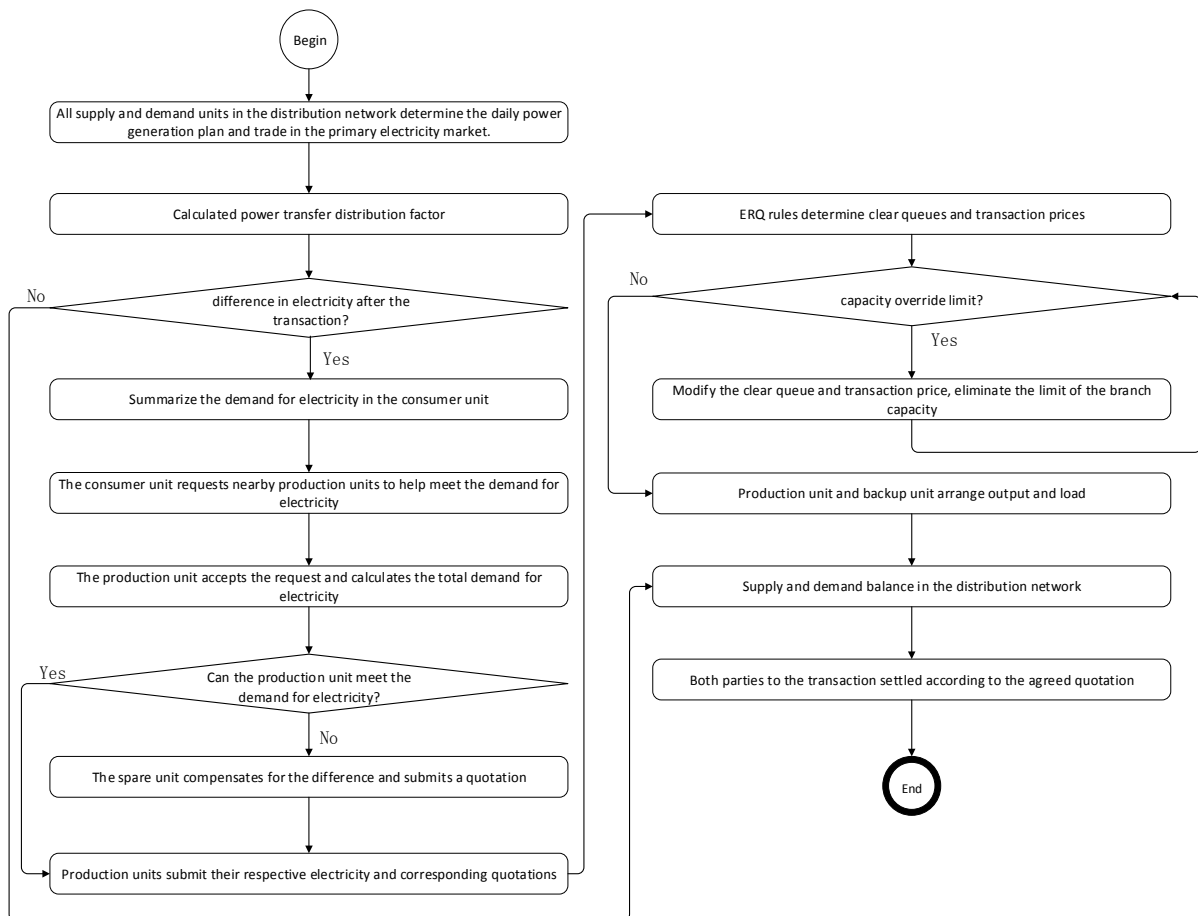 Begin
All supply and demand units in the distribution network determine the daily power
generation plan and trade in the primary electricity market.
Calculated power transfer distribution factor
No
difference in electricity after the
transaction?
Yes
Summarize the demand for electricity in the consumer unit
The consumer unit requests nearby production units to help meet the demand for
electricity
The production unit accepts the request and calculates the total demand for
electricity
Yes
Can the production unit meet the
demand for electricity?
No
The spare unit compensates for the difference and submits a quotation
Production units submit their respective electricity and corresponding quotations
ERQ rules determine clear queues and transaction prices
No
capacity override limit?
Yes
Modify the clear queue and transaction price, eliminate the limit of the branch
capacity
Production unit and backup unit arrange output and load
Supply and demand balance in the distribution network
Both parties to the transaction settled according to the agreed quotation
End